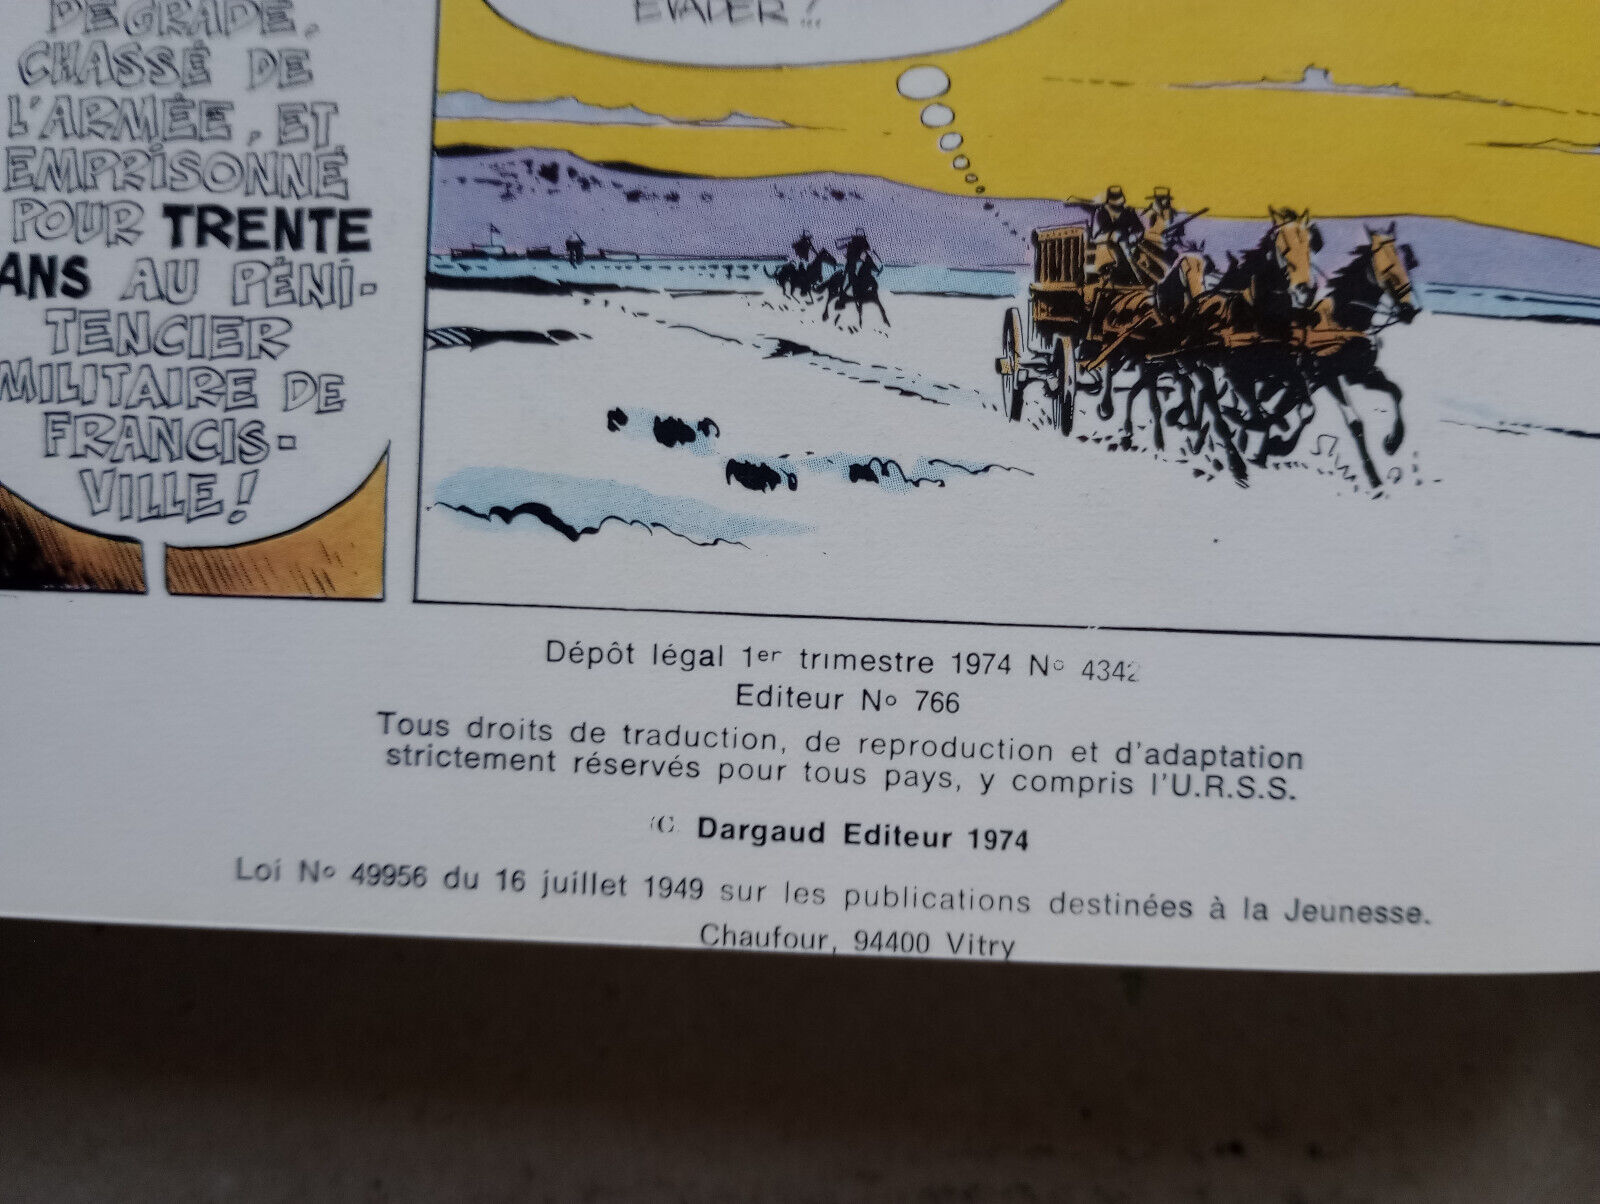 DÉGRADÉ,
CHASSÉ DE
L'ARMÉE, ET
EMPRISONNÉ
POUR TRENTE
ANS AU PÉNI-
TENCIER
MILITAIRE DE
FRANCIS-
VILLE!
ÉVADER!!
Dépôt légal 1er trimestre 1974 No 4342
Editeur No 766
Tous droits de traduction, de reproduction et d'adaptation
strictement réservés pour tous pays, y compris l'U.R.S.S.
© Dargaud Editeur 1974
Loi No 49956 du 16 juillet 1949 sur les publications destinées à la Jeunesse.
Chaufour, 94400 Vitry